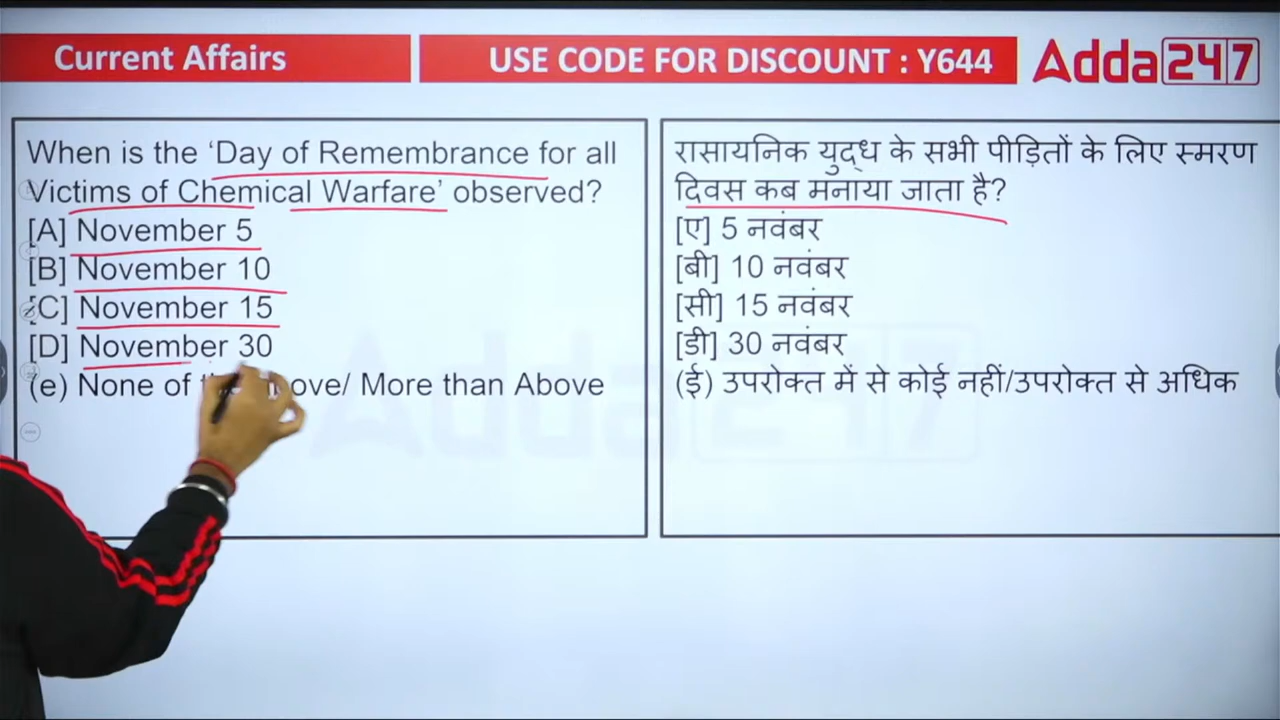 Current Affairs
USE CODE FOR DISCOUNT : Y644
Adda247
When is the ‘Day of Remembrance for all
Victims of Chemical Warfare’ observed?
[A] November 5
[B] November 10
[C] November 15
[D] November 30
(e) None of ove/ More than Above
रासायनिक युद्ध के सभी पीड़ितों के लिए स्मरण
दिवस कब मनाया जाता है?
[ए] 5 नवंबर
[बी] 10 नवंबर
[सी] 15 नवंबर
[डी] 30 नवंबर
(ई) उपरोक्त में से कोई नहीं/उपरोक्त से अधिक
Adda247